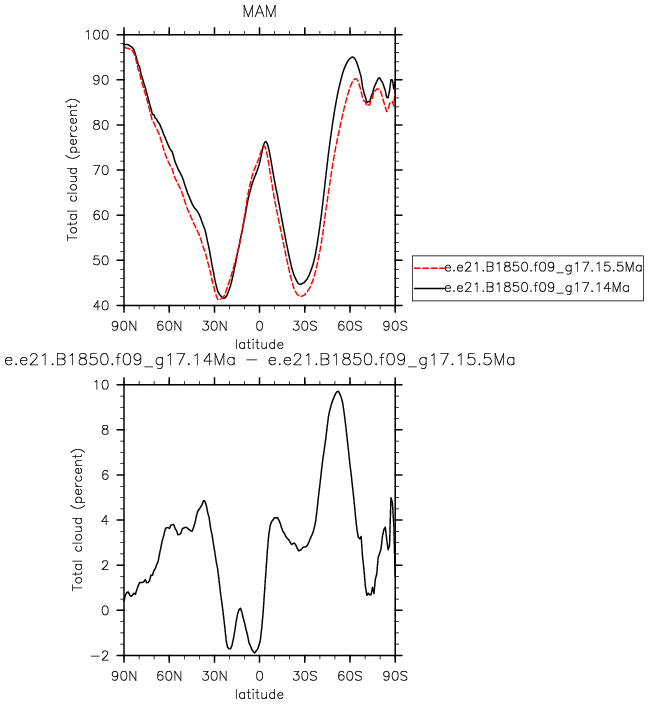 MAM
100
90
80
70
60
50
40
Total cloud (percent)
90N 60N 30N 0 30S 60S 90S
latitude
e.e21.B1850.f09_g17.15.5Ma
e.e21.B1850.f09_g17.14Ma
e.e21.B1850.f09_g17.14Ma − e.e21.B1850.f09_g17.15.5Ma
10
8
6
4
2
0
−2
Total cloud (percent)
90N 60N 30N 0 30S 60S 90S
latitude